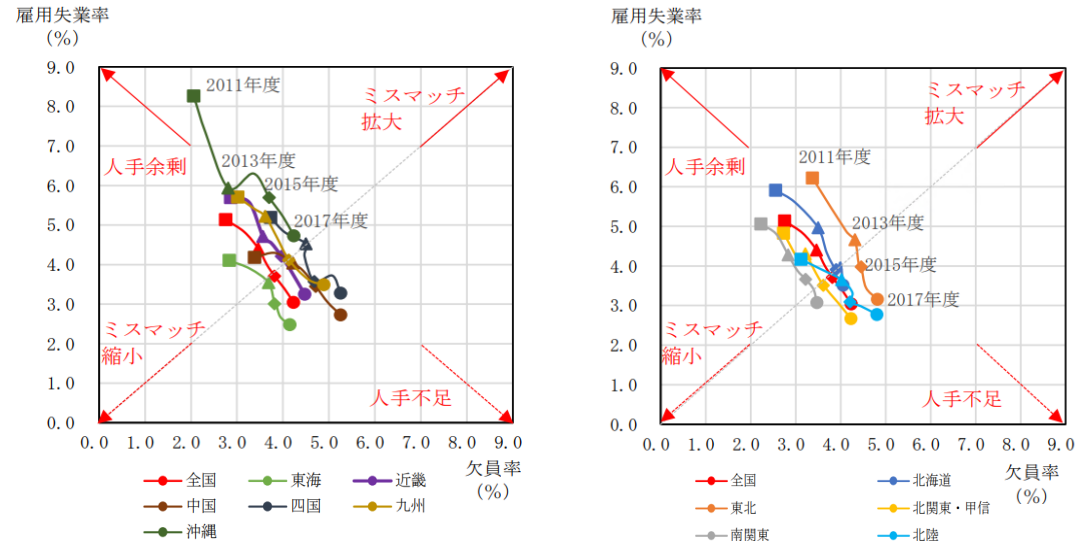 雇用失業率
(%)
9.0
8.0
7.0
6.0
5.0
4.0
3.0
2.0
1.0
0.0
0.0 1.0 2.0 3.0 4.0 5.0 6.0 7.0 8.0 9.0
欠員率
(%)
2011年度
2013年度
2015年度
2017年度
ミスマッチ
拡大
人手余剰
ミスマッチ
縮小
人手不足
全国 東海 近畿
中国 四国 九州
沖縄
雇用失業率
(%)
9.0
8.0
7.0
6.0
5.0
4.0
3.0
2.0
1.0
0.0
0.0 1.0 2.0 3.0 4.0 5.0 6.0 7.0 8.0 9.0
欠員率
(%)
2011年度
2013年度
2015年度
2017年度
ミスマッチ
拡大
人手余剰
ミスマッチ
縮小
人手不足
全国 北海道
東北 北関東・甲信
南関東 北陸